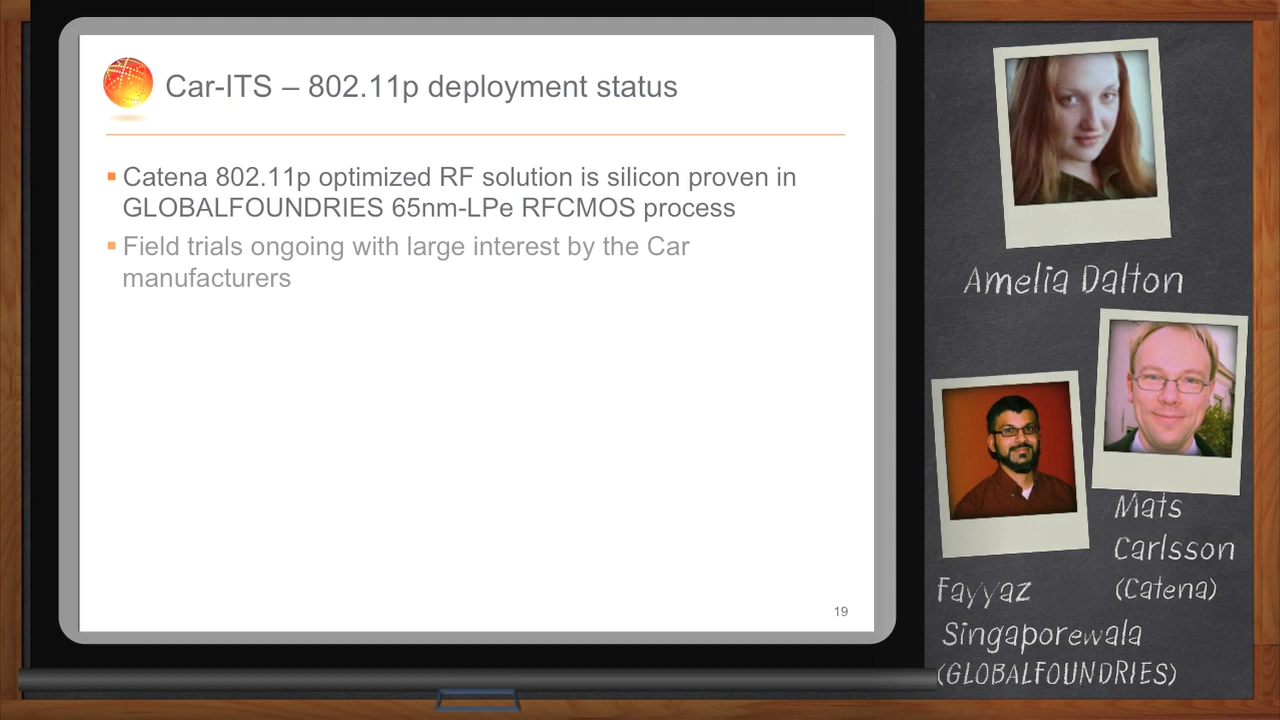 Car-ITS – 802.11p deployment status
Catena 802.11p optimized RF solution is silicon proven in
GLOBALFOUNDRIES 65nm-LPe RFCMOS process
Field trials ongoing with large interest by the Car
manufacturers
19
Amelia Dalton
Mats
Carlsson
(Catena)
Fayyaz
Singaporewala
(GLOBALFOUNDRIES)